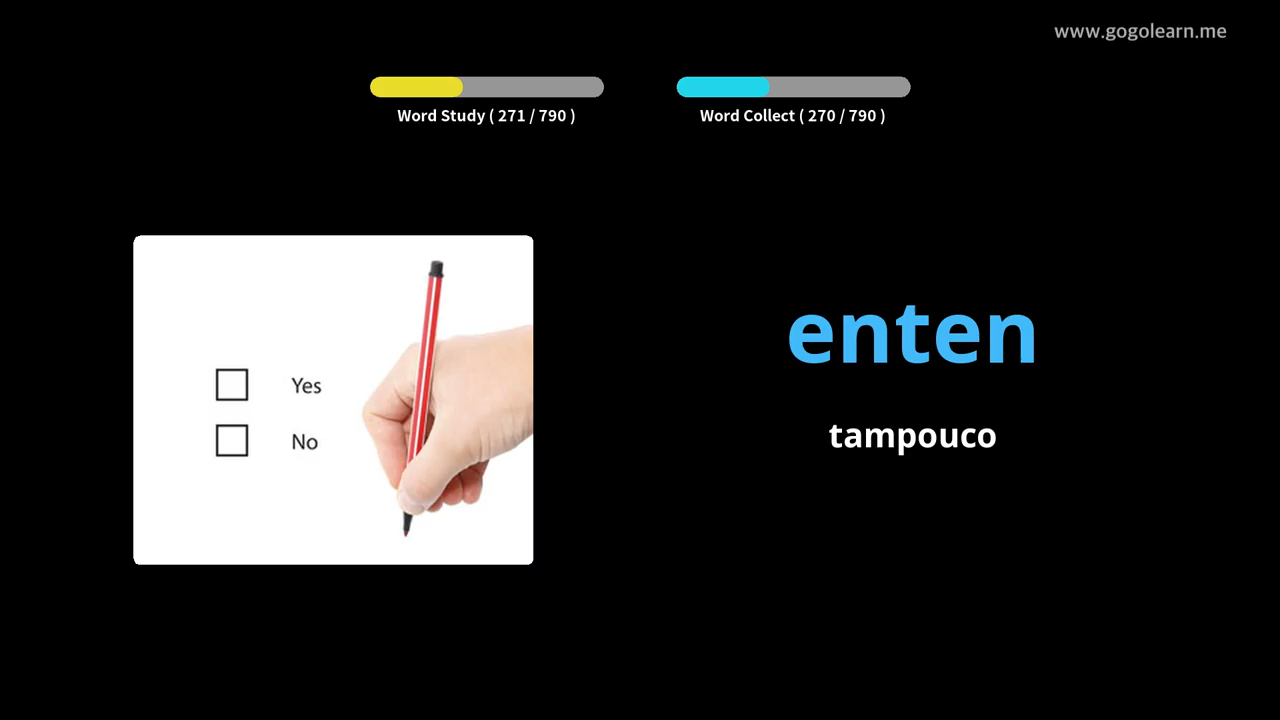 www.gogolearn.me
Word Study ( 271 / 790 )
Word Collect ( 270 / 790 )
Yes
No
enten
tampouco